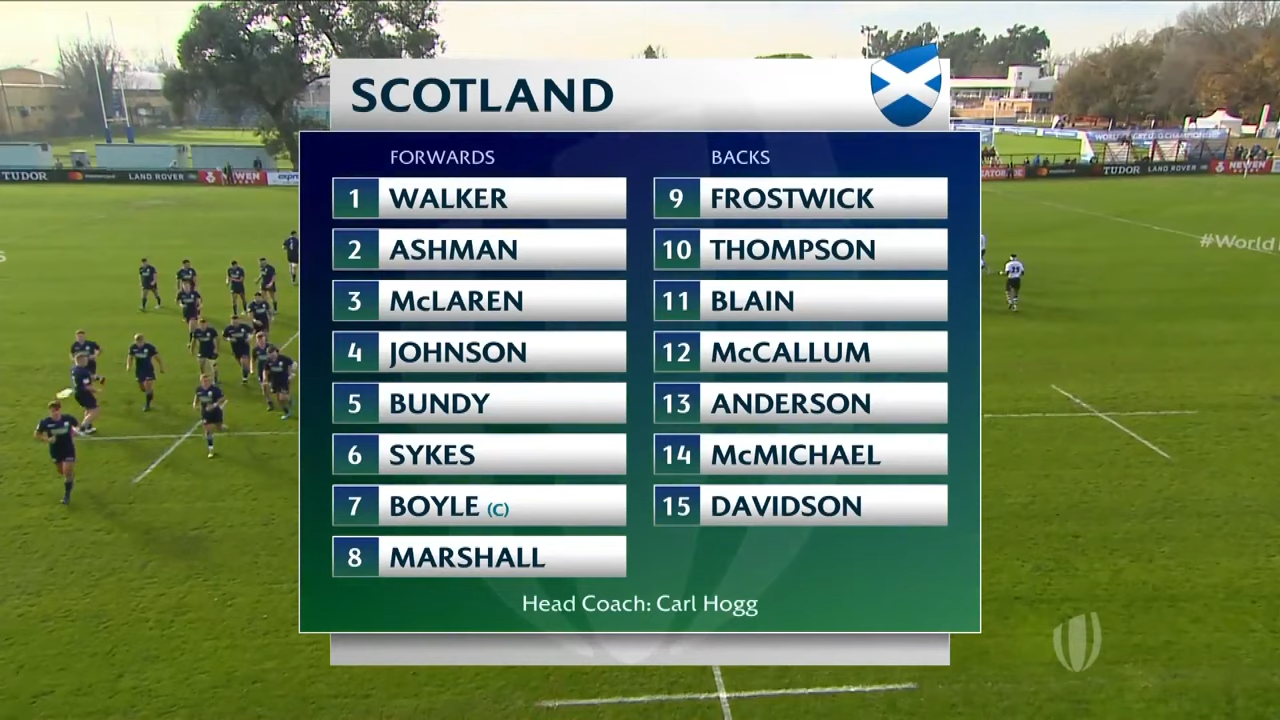 SCOTLAND
FORWARDS
1 WALKER
2 ASHMAN
3 McLAREN
4 JOHNSON
5 BUNDY
6 SYKES
7 BOYLE (C)
8 MARSHALL
BACKS
9 FROSTWICK
10 THOMPSON
11 BLAIN
12 McCALLUM
13 ANDERSON
14 McMICHAEL
15 DAVIDSON
Head Coach: Carl Hogg
TUDOR
LAND ROVER
TUDOR
LAND ROVER
#World